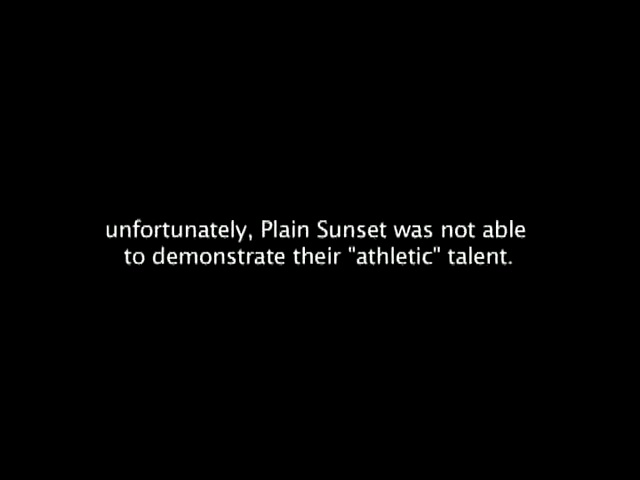 unfortunately, Plain Sunset was not able
to demonstrate their "athletic" talent.